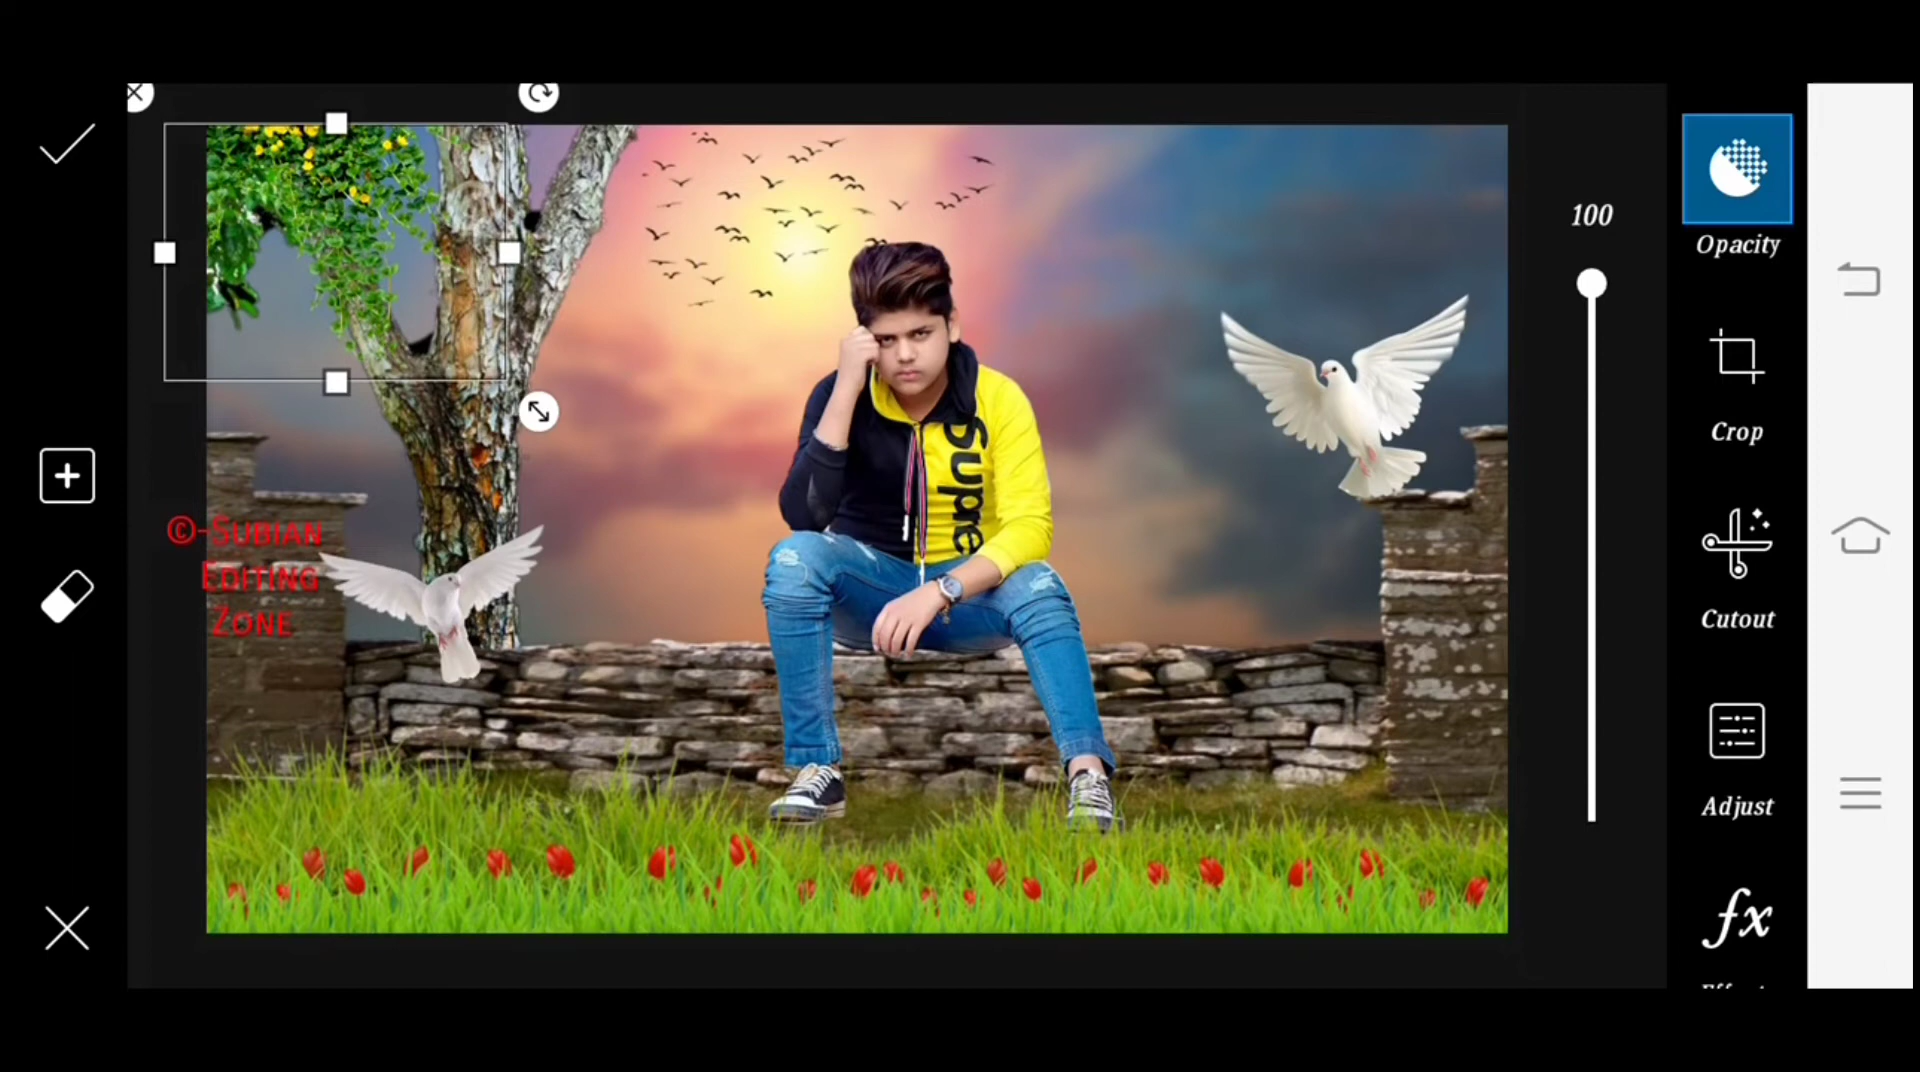 100
Opacity
Crop
Cutout
Adjust
fx
©-Subian
Editing
Zone
Supre